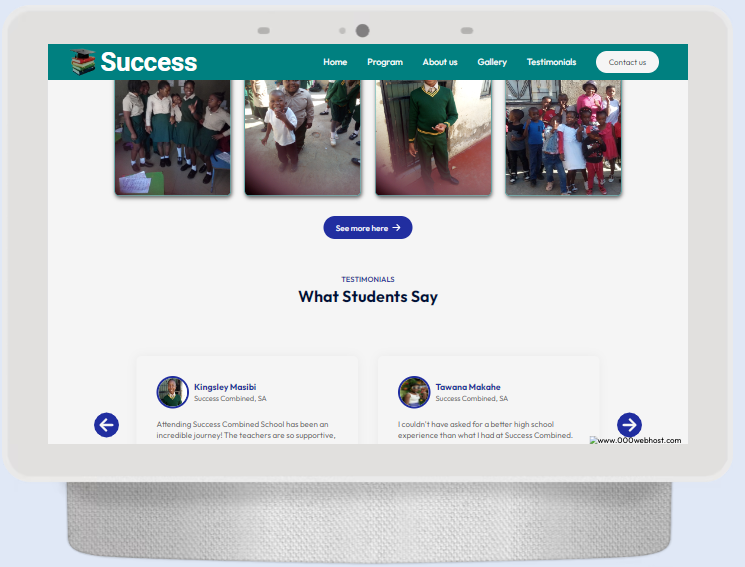 Success
Home Program About us Gallery Testimonials Contact us
See more here
TESTIMONIALS
What Students Say
Kingsley Masibi
Success Combined, SA
Attending Success Combined School has been an
incredible journey! The teachers are so supportive,
Tawana Makahe
Success Combined, SA
I couldn't have asked for a better high school
experience than what I had at Success Combined.
www.000webhost.com